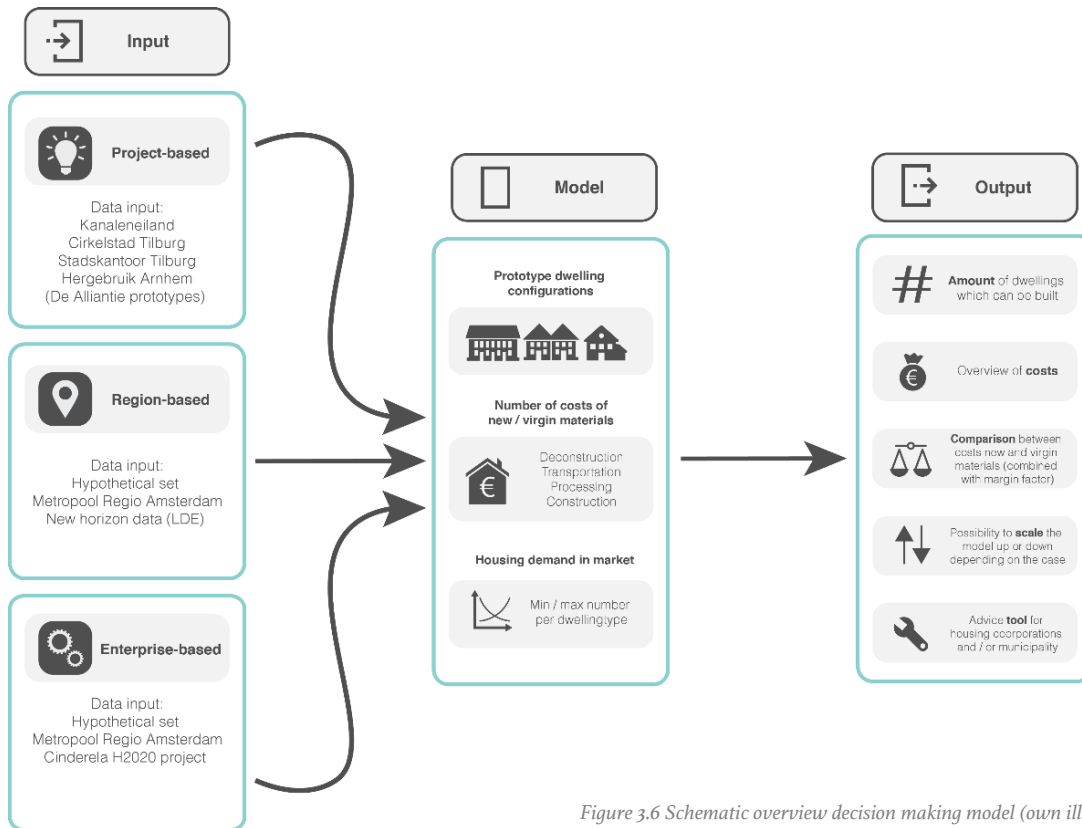 Input
Project-based
Data input:
Kanaleneiland
Cirkelstad Tilburg
Stadskantoor Tilburg
Hergebruik Arnhem
(De Alliantie prototypes)
Region-based
Data input:
Hypothetical set
Metropool Regio Amsterdam
New horizon data (LDE)
Enterprise-based
Data input:
Hypothetical set
Metropool Regio Amsterdam
Cinderela H2020 project
Model
Prototype dwelling
configurations
Number of costs of
new / virgin materials
€
Deconstruction
Transportation
Processing
Construction
Housing demand in market
Min / max number
per dwellingtype
Output
#
Amount of dwellings
which can be built
€
Overview of costs
Comparison between
costs now and virgin
materials (combined
with margin factor)
Possibility to scale the
model up or down
depending on the case
Advice tool for
housing coorporations
and / or municipality
Figure 3.6 Schematic overview decision making model (own ill